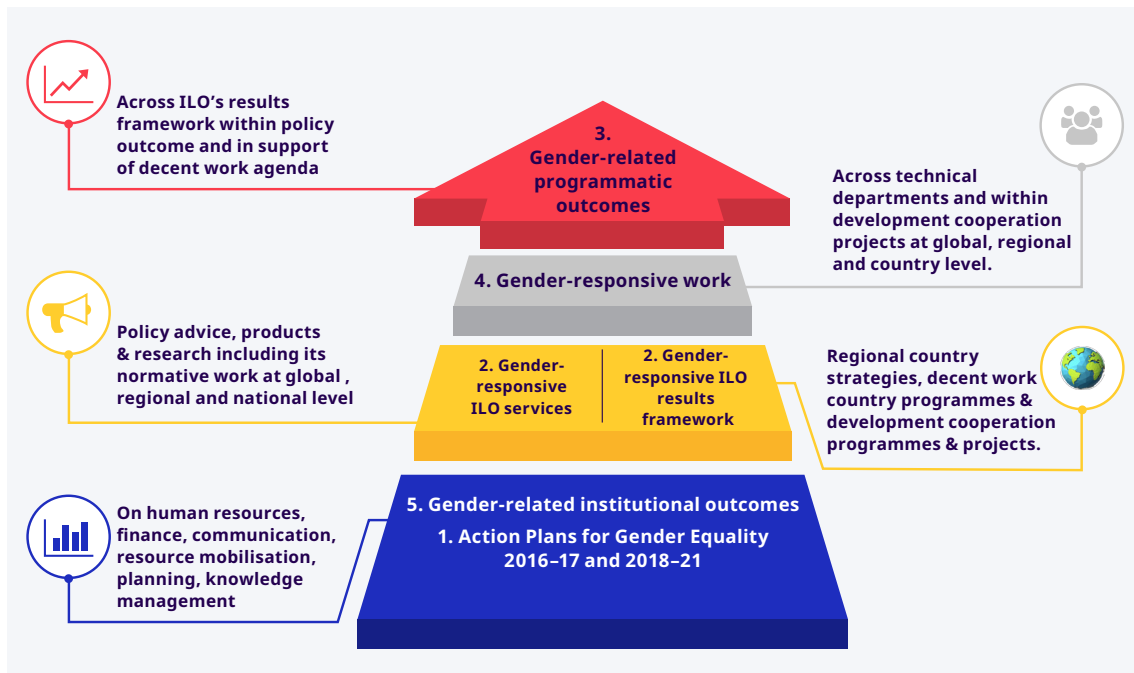 Across ILO’s results
framework within policy
outcome and in support
of decent work agenda
3.
Gender-related
programmatic
outcomes
Across technical
departments and within
development cooperation
projects at global, regional
and country level.
4. Gender-responsive work
Policy advice, products
& research including its
normative work at global ,
regional and national level
2. Gender-
responsive
ILO services
2. Gender-
responsive ILO
results
framework
Regional country
strategies, decent work
country programmes &
development cooperation
programmes & projects.
On human resources,
finance, communication,
resource mobilisation,
planning, knowledge
management
5. Gender-related institutional outcomes
1. Action Plans for Gender Equality
2016–17 and 2018–21